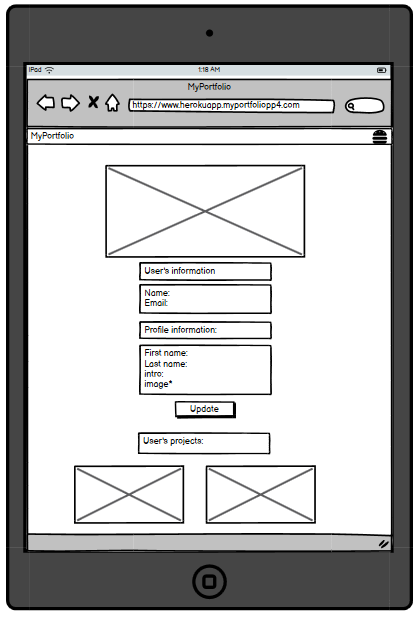 iPod
1:18 AM
MyPortfolio
https://www.herokuapp.myportfoliopp4.com
MyPortfolio
User's information
Name:
Email:
Profile information:
First name:
Last name:
intro:
image*
Update
User's projects: